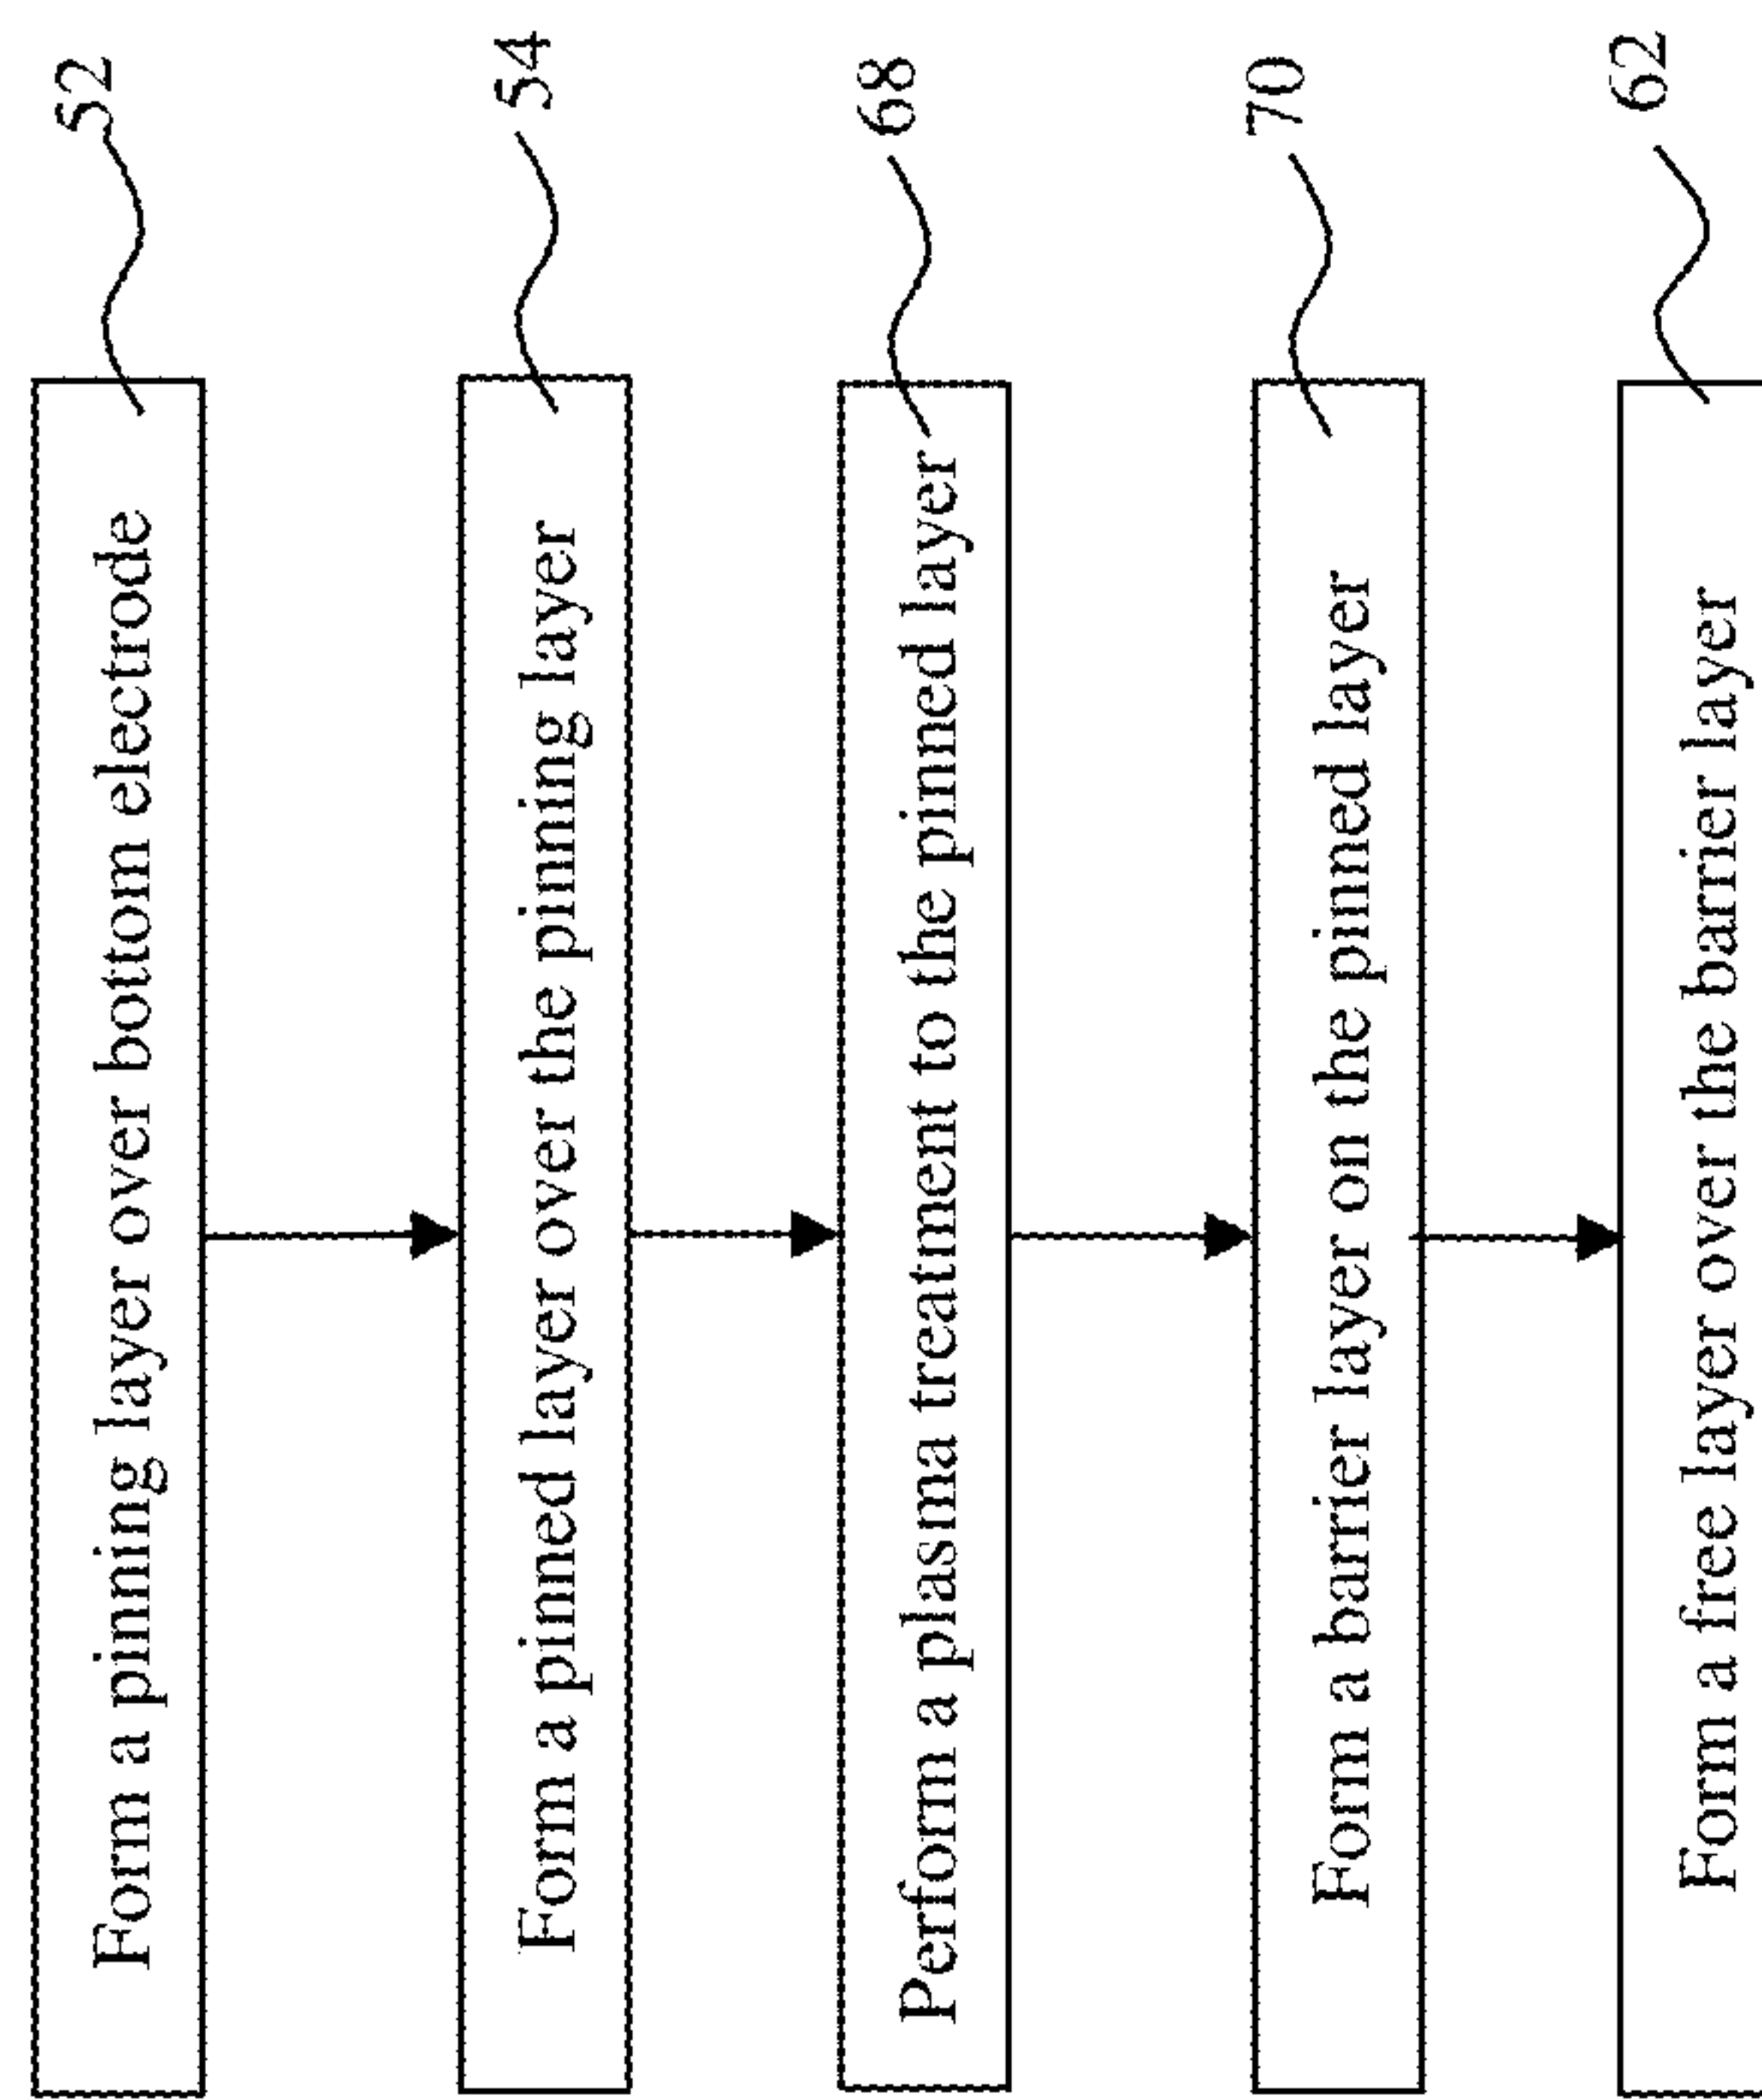 Form a pinning layer over bottom electrode
52
Form a pinned layer over the pinning layer
54
Perform a plasma treatment to the pinned layer
68
Form a barrier layer on the pinned layer
70
Form a free layer over the barrier layer
62